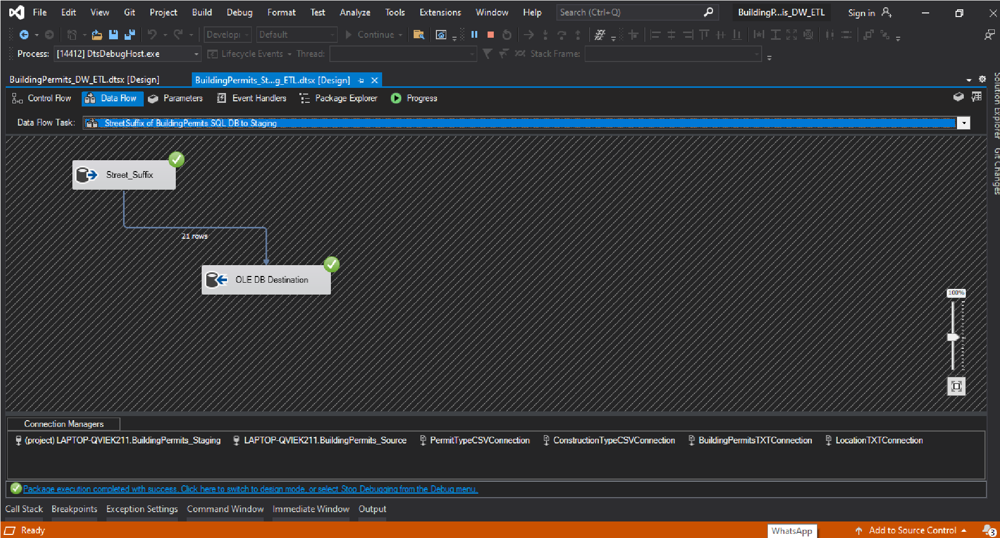 File Edit View Git Project Build Debug Format Test Analyze Tools Extensions Window Help Search (Ctrl+Q) BuildingP...is_DW_ETL Sign in
Develop Default Continue
Process: [14412] DtsDebugHost.exe Lifecycle Events Thread: Stack Frame:
BuildingPermits_DW_ETL.dtsx [Design] BuildingPermits_St...g_ETL.dtsx [Design]
Control Flow Data Flow Parameters Event Handlers Package Explorer Progress
Data Flow Task: StreetSuffix of BuildingPermits SQL DB to Staging
Solution Explorer
Git Changes
Street_Suffix
21 rows
OLE DB Destination
100%
Connection Managers
(project) LAPTOP-QVIEK211.BuildingPermits_Staging LAPTOP-QVIEK211.BuildingPermits_Source PermitTypeCSVConnection ConstructionTypeCSVConnection BuildingPermitsTXTConnection LocationTXTConnection
Package execution completed with success. Click here to switch to design mode, or select Stop Debugging from the Debug menu.
Call Stack Breakpoints Exception Settings Command Window Immediate Window Output
Ready WhatsApp Add to Source Control 3